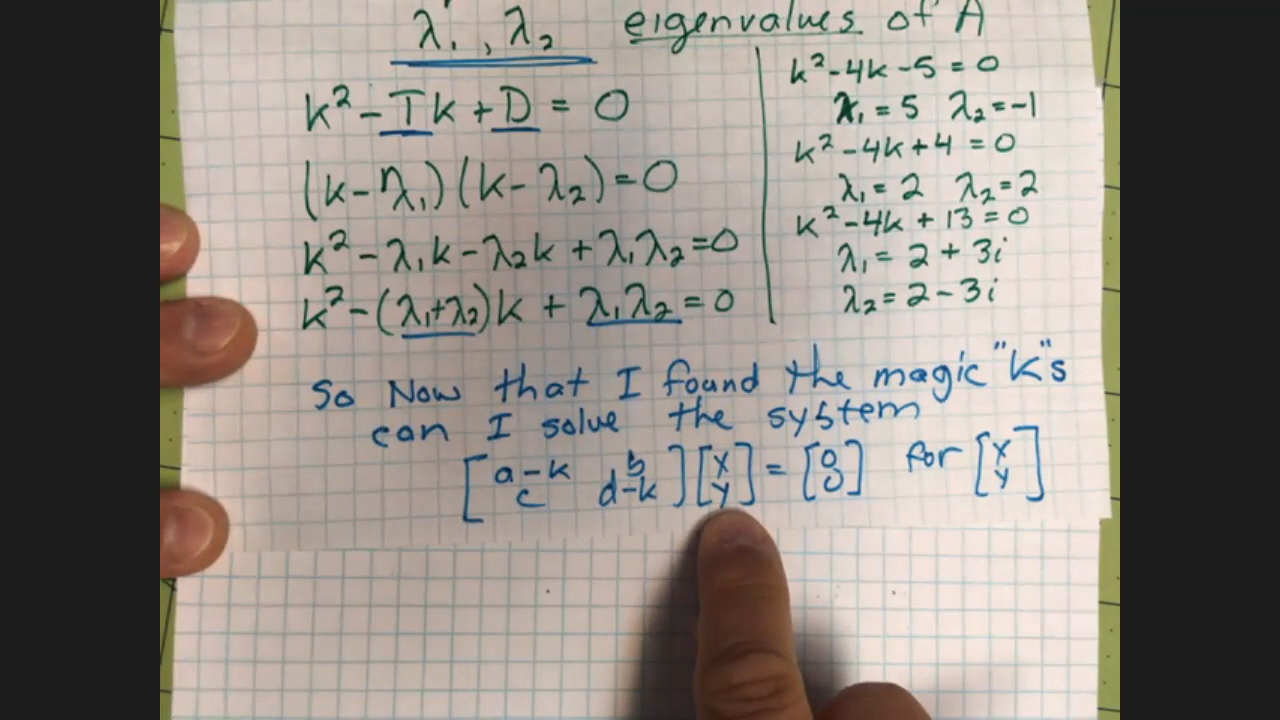 λ₁, λ₂ eigenvalues of A
k² - Tk + D = 0
(k - λ₁)(k - λ₂) = 0
k² - λ₁k - λ₂k + λ₁λ₂ = 0
k² - (λ₁+λ₂)k + λ₁λ₂ = 0
k² - 4k - 5 = 0
λ₁ = 5 λ₂ = -1
k² - 4k + 4 = 0
λ₁ = 2 λ₂ = 2
k² - 4k + 13 = 0
λ₁ = 2 + 3i
λ₂ = 2 - 3i
So Now that I found the magic "K"s
can I solve the system
[a-k b] [x] = [0] for [x]
[c d-k] [y] [0] [y]